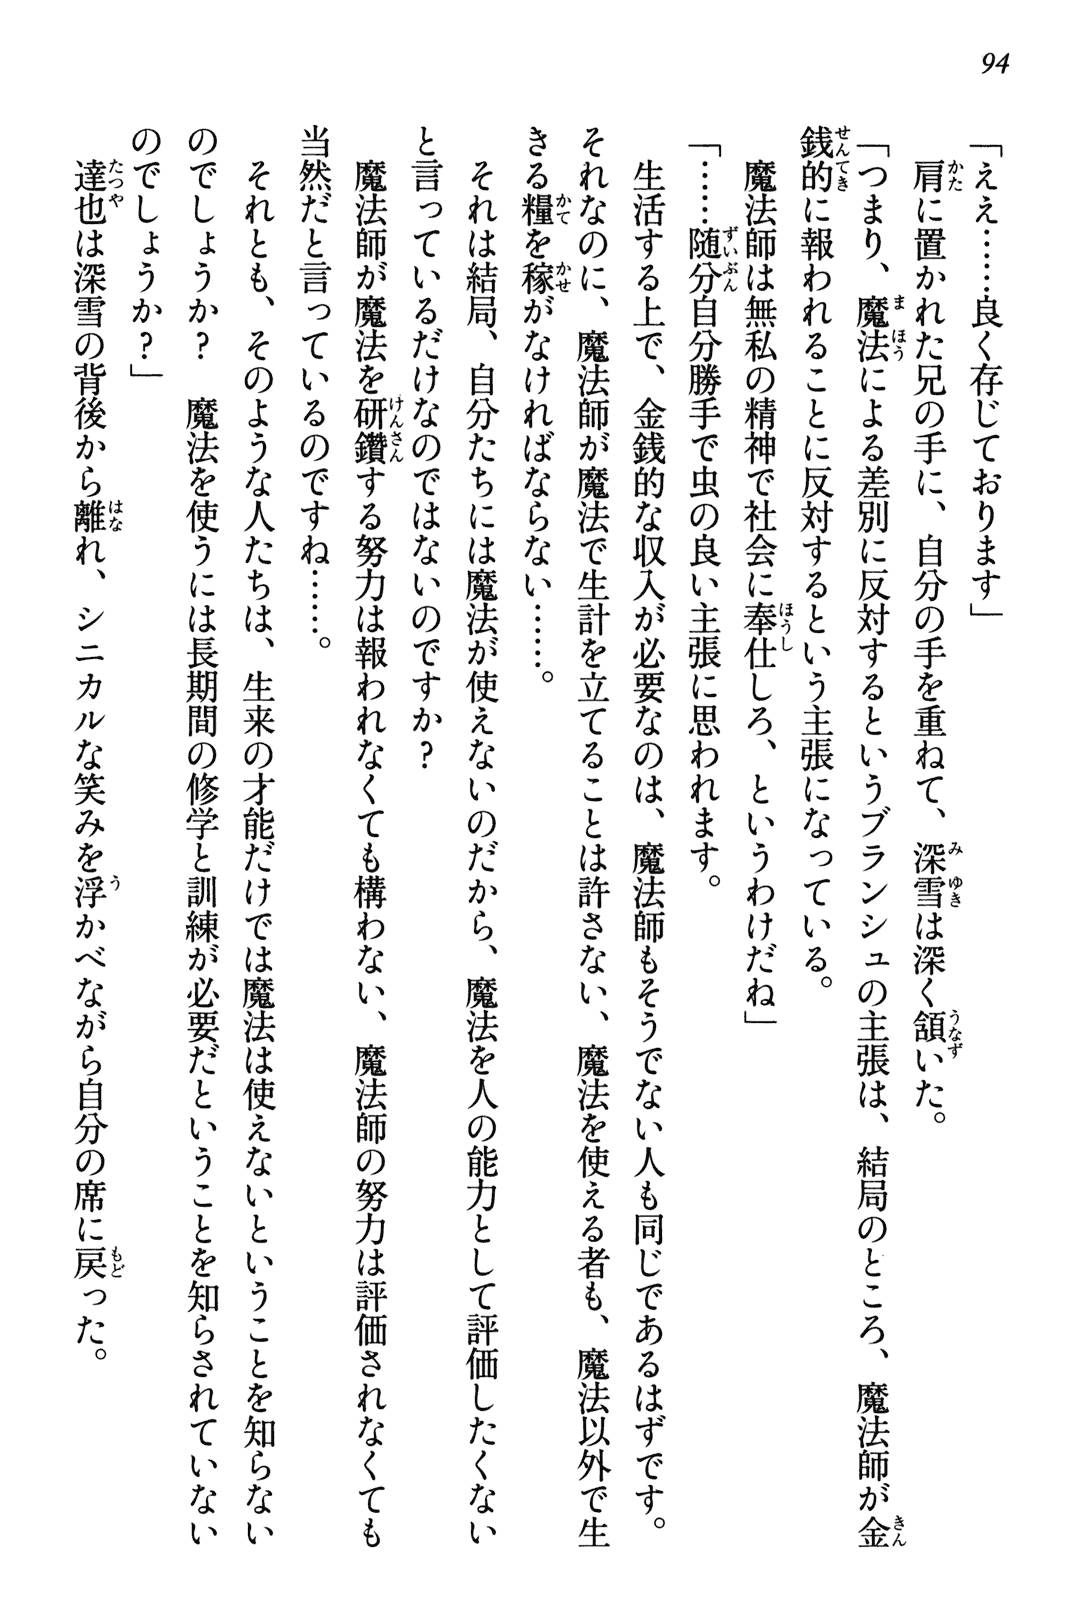 94
「ええ……良く存じております」
　肩に置かれた兄の手に、自分の手を重ねて、深雪は深く頷いた。
「つまり、魔法による差別に反対するというブランシュの主張は、結局のところ、魔法師が金
銭的に報われることに反対するという主張になっている。
　魔法師は無私の精神で社会に奉仕しろ、というわけだね」
「……随分自分勝手で虫の良い主張に思われます。
　生活する上で、金銭的な収入が必要なのは、魔法師もそうでない人も同じであるはずです。
それなのに、魔法師が魔法で生計を立てることは許さない、魔法を使える者も、魔法以外で生
きる糧を稼がなければならない……。
　それは結局、自分たちには魔法が使えないのだから、魔法を人の能力として評価したくない
と言っているだけなのではないのですか？
　魔法師が魔法を研鑽する努力は報われなくても構わない、魔法師の努力は評価されなくても
当然だと言っているのですね……。
　それとも、そのような人たちは、生来の才能だけでは魔法は使えないということを知らない
のでしょうか？　魔法を使うには長期間の修学と訓練が必要だということを知らされていない
のでしょうか？」
　達也は深雪の背後から離れ、シニカルな笑みを浮かべながら自分の席に戻った。